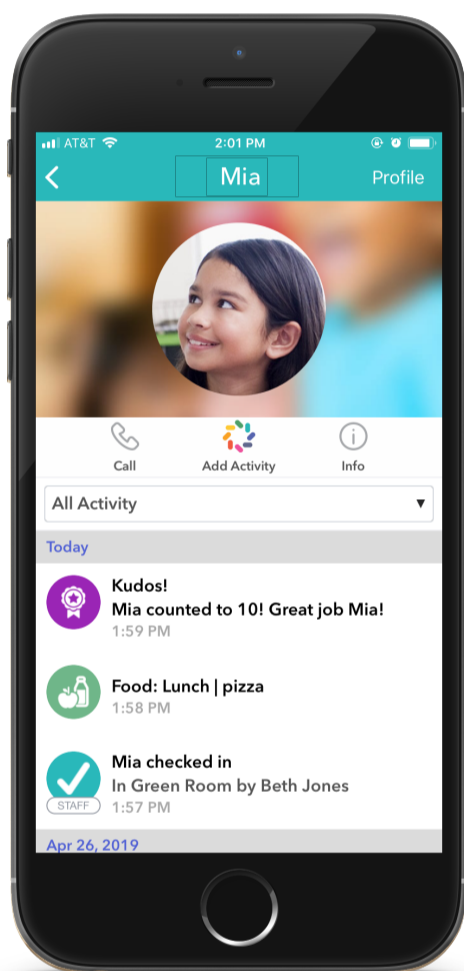 AT&T
2:01 PM
Mia
Profile
Call
Add Activity
Info
All Activity
Today
Kudos!
Mia counted to 10! Great job Mia!
1:59 PM
Food: Lunch | pizza
1:58 PM
Mia checked in
In Green Room by Beth Jones
STAFF
1:57 PM
Apr 26, 2019